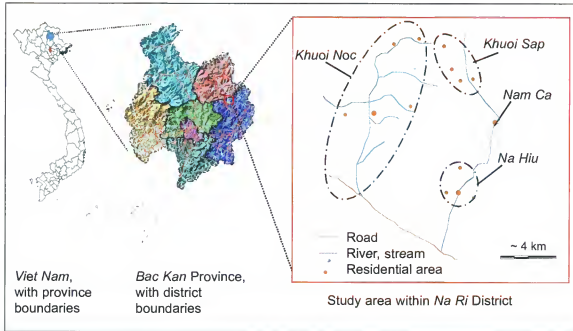 Khuoi Noc
Khuoi Sap
Nam Ca
Na Hiu
Road
River, stream
Residential area
~ 4 km
Viet Nam,
with province
boundaries
Bac Kan Province,
with district
boundaries
Study area within Na Ri District